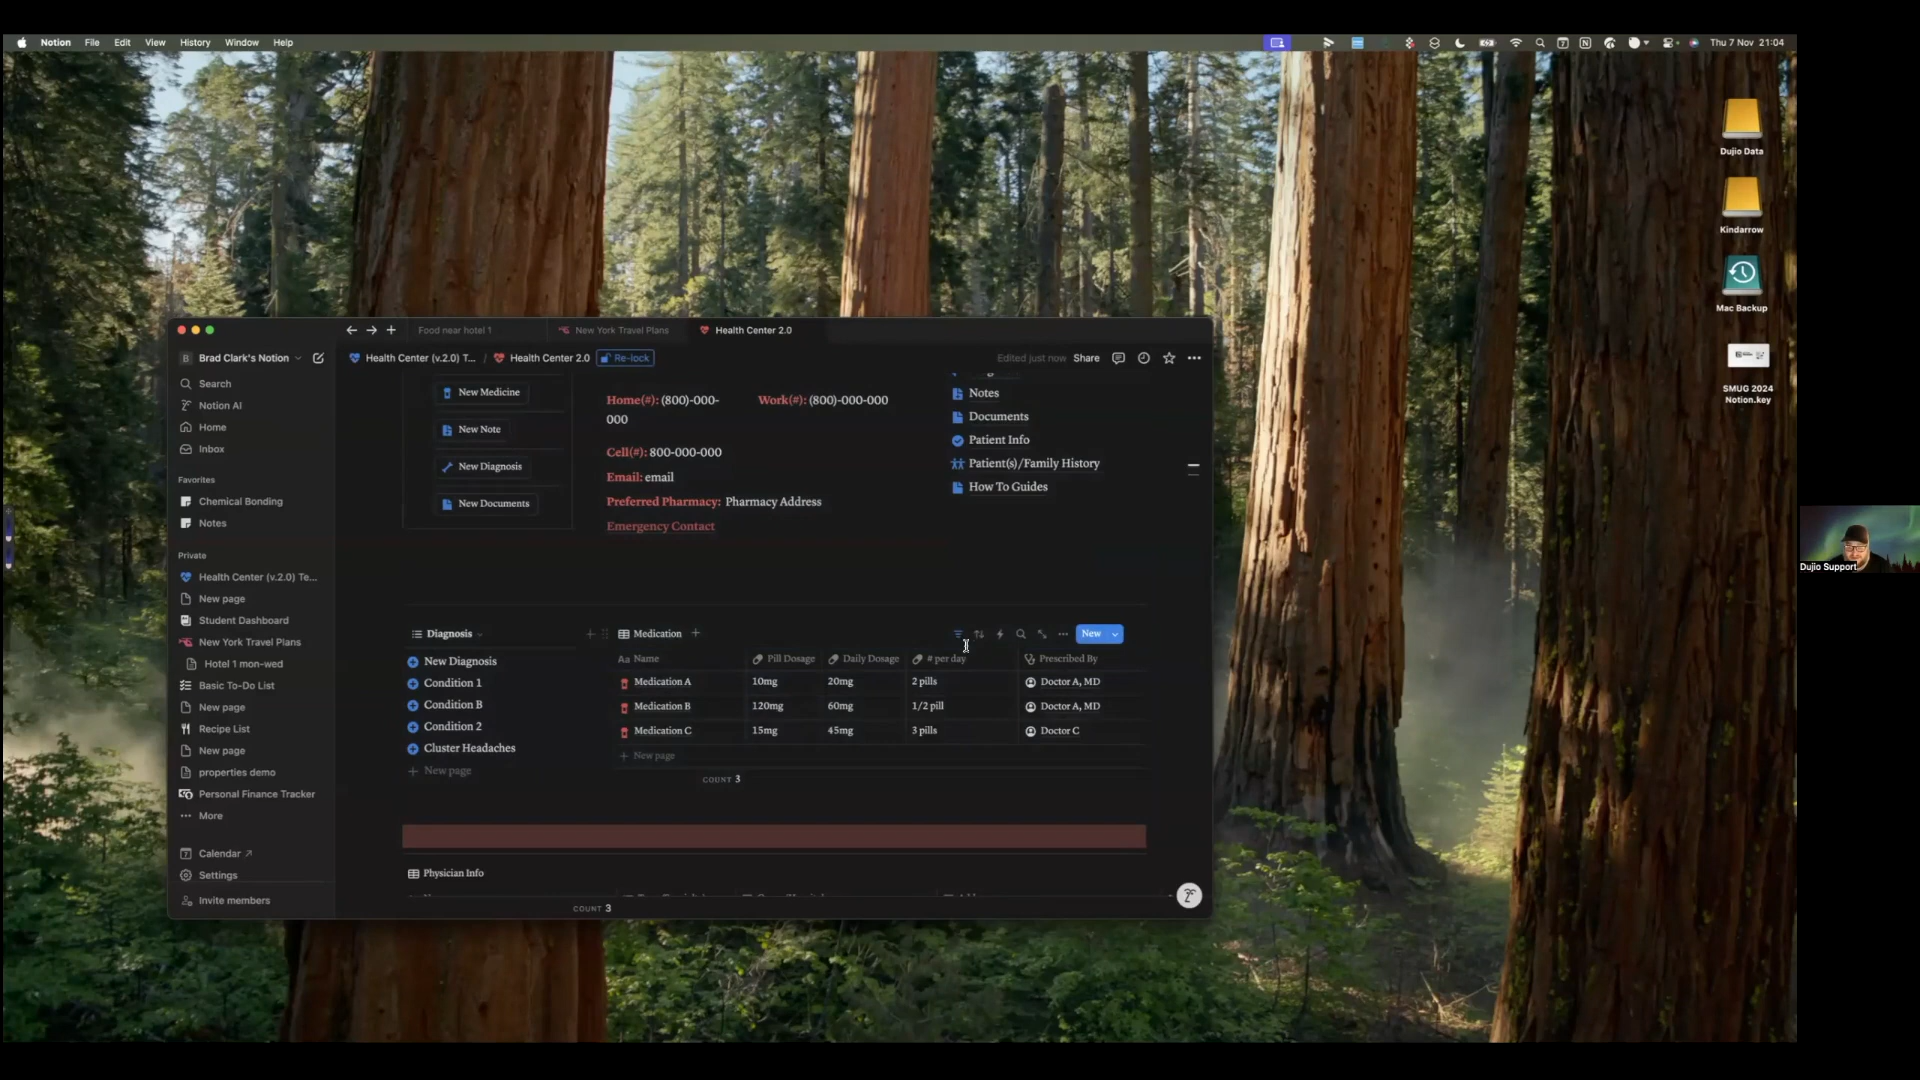 Notion File Edit View History Window Help
Thu 7 Nov 21:04
Dujio Data
Kindarrow
Mac Backup
SMUG 2024
Notion.key
Dujio Support
Food near hotel 1
New York Travel Plans
Health Center 2.0
Brad Clark's Notion
Health Center (v.2.0) T... / Health Center 2.0 Re-lock
Edited just now Share
Search
Notion AI
Home
Inbox
Favorites
Chemical Bonding
Notes
Private
Health Center (v.2.0) Te...
New page
Student Dashboard
New York Travel Plans
Hotel 1 mon-wed
Basic To-Do List
New page
Recipe List
New page
properties demo
Personal Finance Tracker
More
Calendar
Settings
Invite members
New Medicine
New Note
New Diagnosis
New Documents
Home(#): (800)-000-
000
Work(#): (800)-000-000
Cell(#): 800-000-000
Email: email
Preferred Pharmacy: Pharmacy Address
Emergency Contact
Notes
Documents
Patient Info
Patient(s)/Family History
How To Guides
Diagnosis
New Diagnosis
Condition 1
Condition B
Condition 2
Cluster Headaches
New page
Medication
New
Aa Name Pill Dosage Daily Dosage # per day Prescribed By
Medication A 10mg 20mg 2 pills Doctor A, MD
Medication B 120mg 60mg 1/2 pill Doctor A, MD
Medication C 15mg 45mg 3 pills Doctor C
New page
COUNT 3
Physician Info
COUNT 3